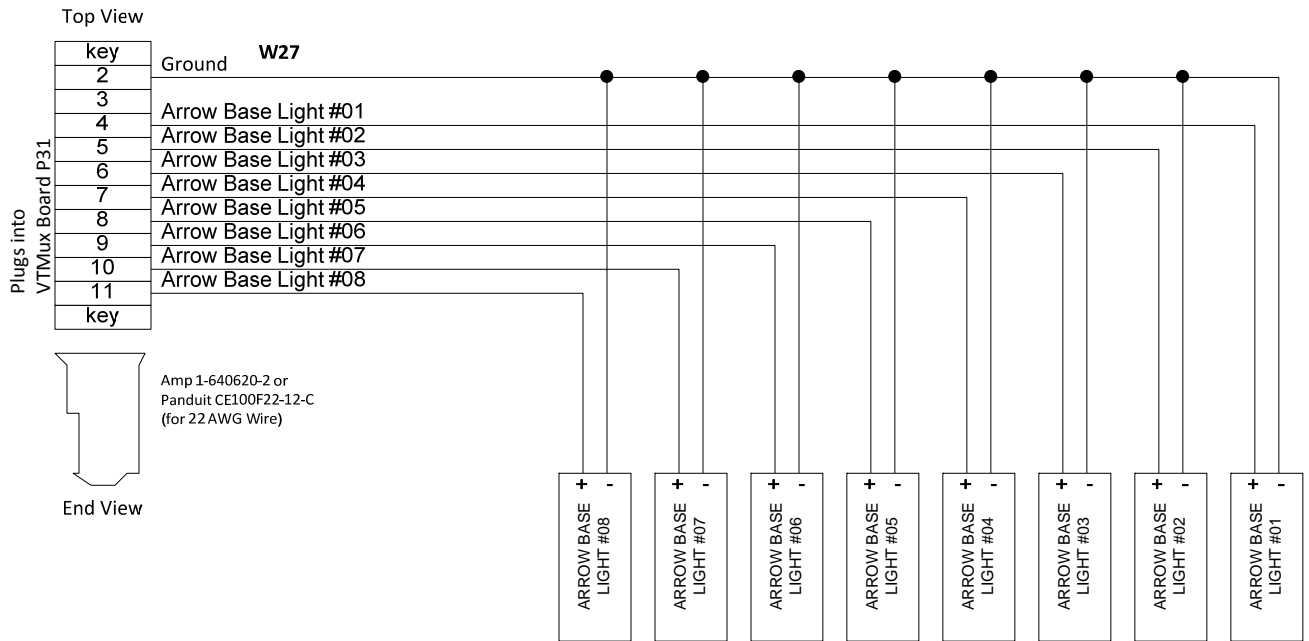 Top View
key
2
3
4
5
6
7
8
9
10
11
key
Plugs into
VTMux Board P31
W27
Ground
Arrow Base Light #01
Arrow Base Light #02
Arrow Base Light #03
Arrow Base Light #04
Arrow Base Light #05
Arrow Base Light #06
Arrow Base Light #07
Arrow Base Light #08
Amp 1-640620-2 or
Panduit CE100F22-12-C
(for 22 AWG Wire)
End View
+ -
ARROW BASE
LIGHT #08
+ -
ARROW BASE
LIGHT #07
+ -
ARROW BASE
LIGHT #06
+ -
ARROW BASE
LIGHT #05
+ -
ARROW BASE
LIGHT #04
+ -
ARROW BASE
LIGHT #03
+ -
ARROW BASE
LIGHT #02
+ -
ARROW BASE
LIGHT #01